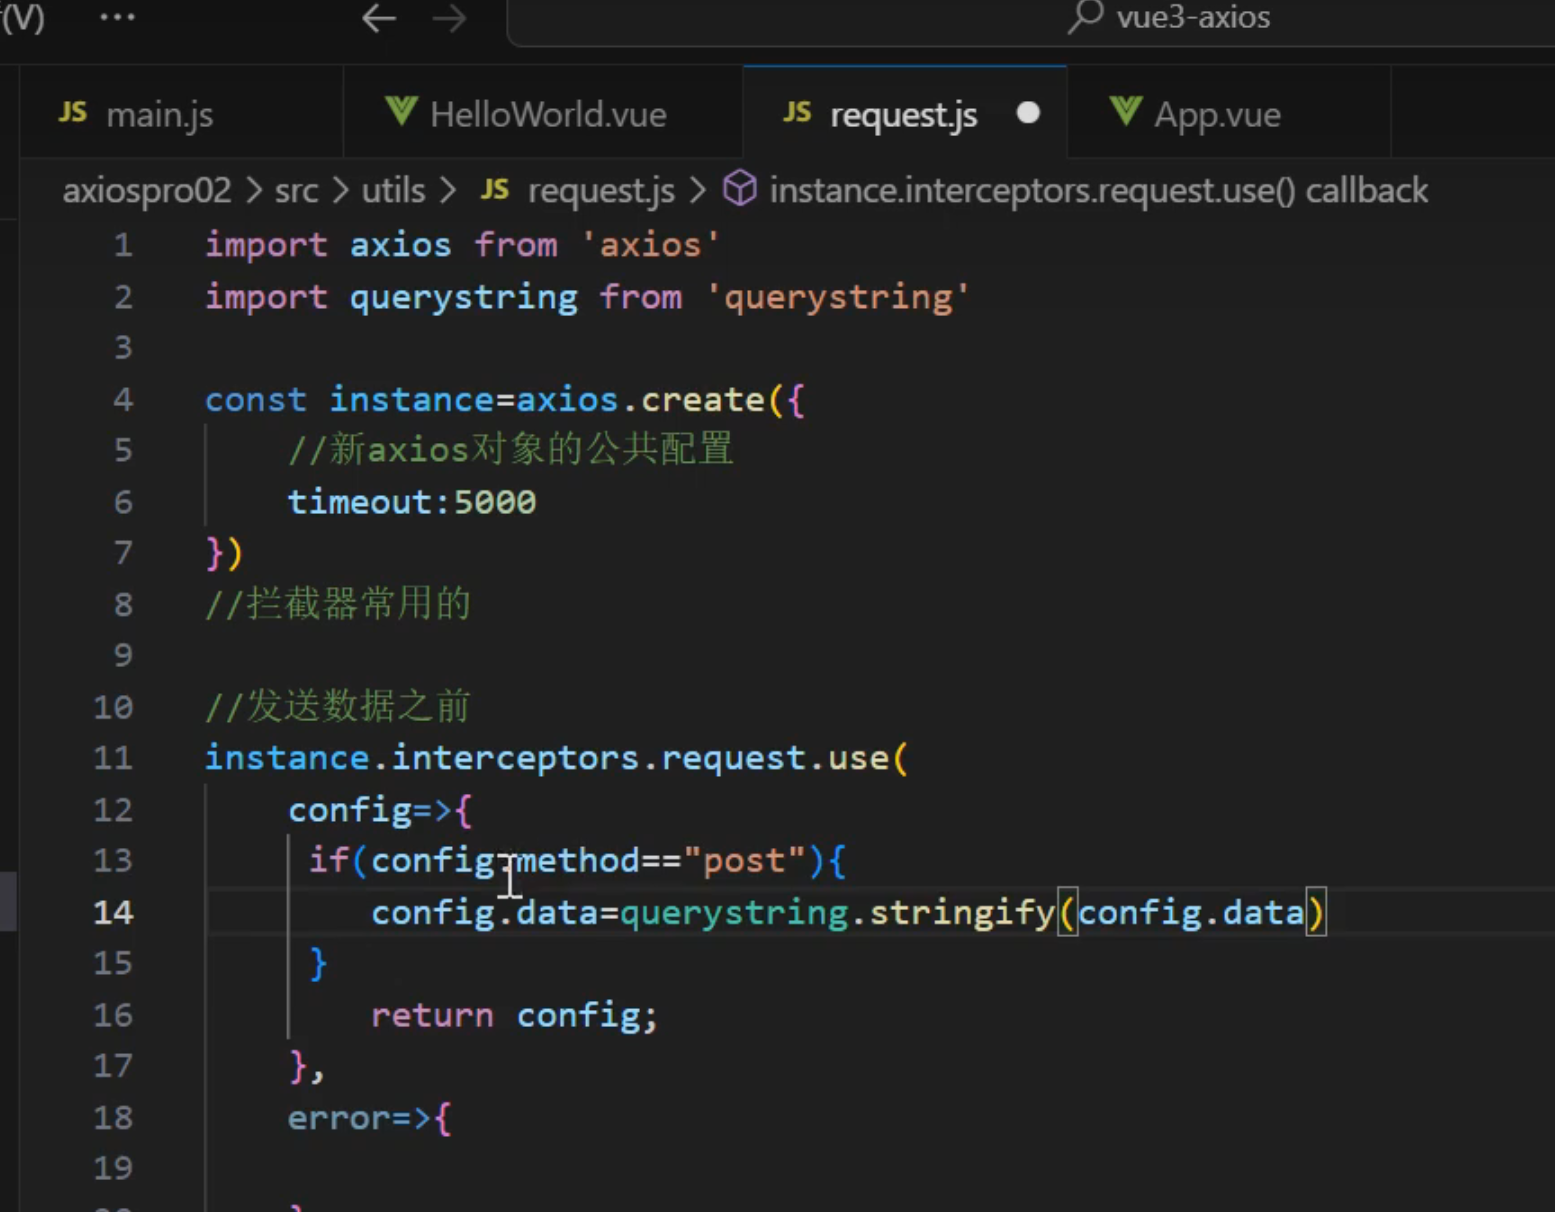 (V) ···
vue3-axios
JS main.js
HelloWorld.vue
JS request.js
App.vue
axiospro02 > src > utils > JS request.js > instance.interceptors.request.use() callback
1 import axios from 'axios'
2 import querystring from 'querystring'
3
4 const instance=axios.create({
5 //新axios对象的公共配置
6 timeout:5000
7 })
8 //拦截器常用的
9
10 //发送数据之前
11 instance.interceptors.request.use(
12 config=>{
13 if(config.method=="post"){
14 config.data=querystring.stringify(config.data)
15 }
16 return config;
17 },
18 error=>{
19